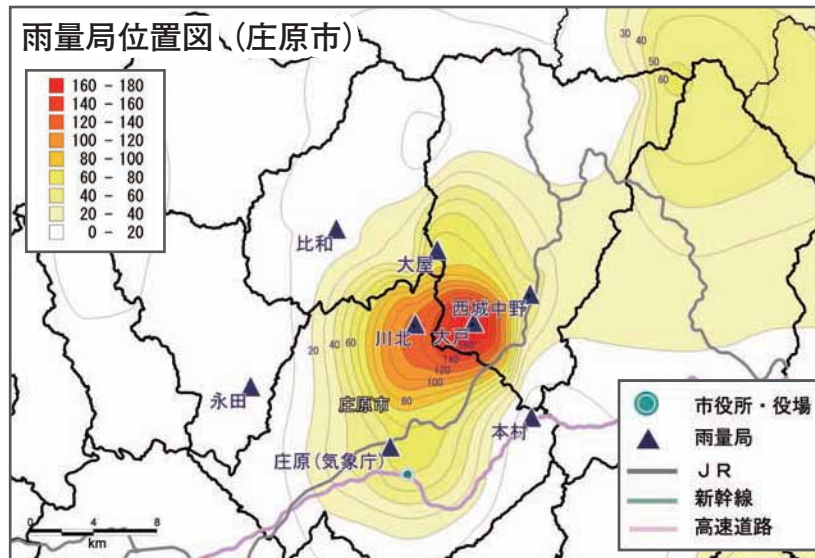 雨量局位置図（庄原市）
160 - 180
140 - 160
120 - 140
100 - 120
80 - 100
60 - 80
40 - 60
20 - 40
0 - 20
30
40
50
60
比和
大屋
西城中野
川北
大戸
20
40
60
160
140
120
100
80
永田
庄原市
本村
庄原（気象庁）
0 4 8
km
市役所・役場
雨量局
ＪＲ
新幹線
高速道路